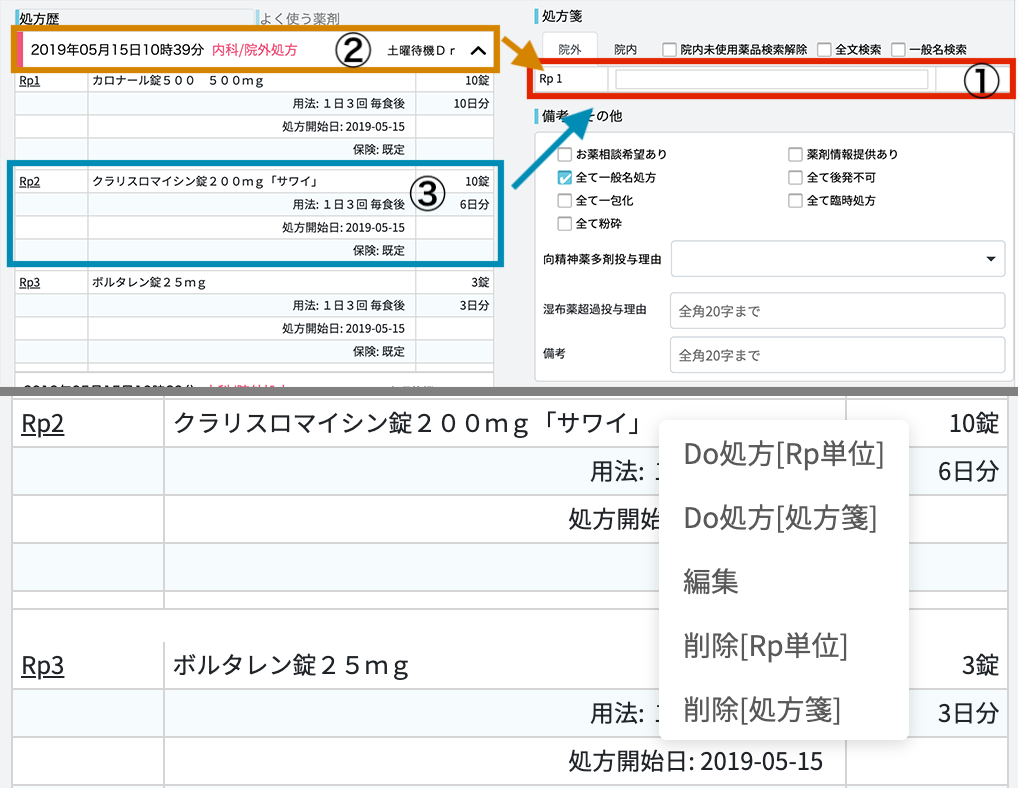 処方歴
よく使う薬剤
2019年05月15日10時39分 内科/院外処方 ② 土曜待機Ｄｒ
Rp1 カロナール錠５００　５００ｍｇ 10錠
用法: １日３回 毎食後 10日分
処方開始日: 2019-05-15
保険: 既定
Rp2 クラリスロマイシン錠２００ｍｇ「サワイ」 10錠
③
用法: １日３回 毎食後 6日分
処方開始日: 2019-05-15
保険: 既定
Rp3 ボルタレン錠２５ｍｇ 3錠
用法: １日３回 毎食後 3日分
処方開始日: 2019-05-15
保険: 既定
処方箋
院外 院内 院内未使用薬品検索解除 全文検索 一般名検索
Rp 1 ①
備考・その他
お薬相談希望あり 薬剤情報提供あり
全て一般名処方 全て後発不可
全て一包化 全て臨時処方
全て粉砕
向精神薬多剤投与理由
湿布薬超過投与理由 全角20字まで
備考 全角20字まで
Rp2 クラリスロマイシン錠２００ｍｇ「サワイ」 10錠
用法: １ 6日分
処方開始
Rp3 ボルタレン錠２５ｍｇ 3錠
用法: １ 3日分
処方開始日: 2019-05-15
Do処方[Rp単位]
Do処方[処方箋]
編集
削除[Rp単位]
削除[処方箋]